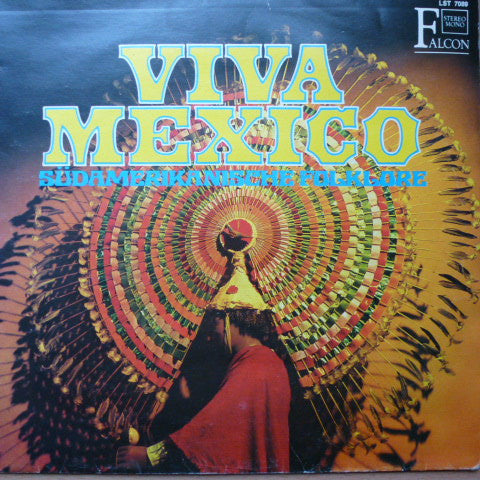 LST 7089
STEREO
MONO
FALCON
VIVA
MEXICO
SÜDAMERIKANISCHE FOLKLORE